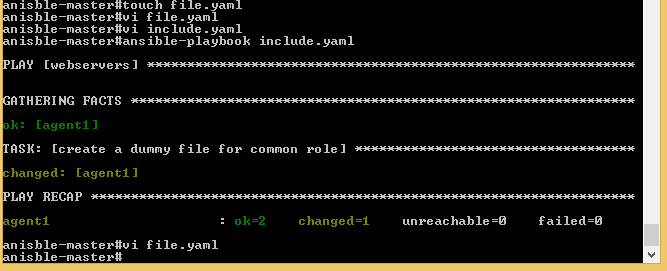 anisble-master#touch file.yaml
anisble-master#vi file.yaml
anisble-master#vi include.yaml
anisble-master#ansible-playbook include.yaml
PLAY [webservers] **************************************************************
GATHERING FACTS ****************************************************************
ok: [agent1]
TASK: [create a dummy file for common role] ************************************
changed: [agent1]
PLAY RECAP *********************************************************************
agent1 : ok=2 changed=1 unreachable=0 failed=0
anisble-master#vi file.yaml
anisble-master#